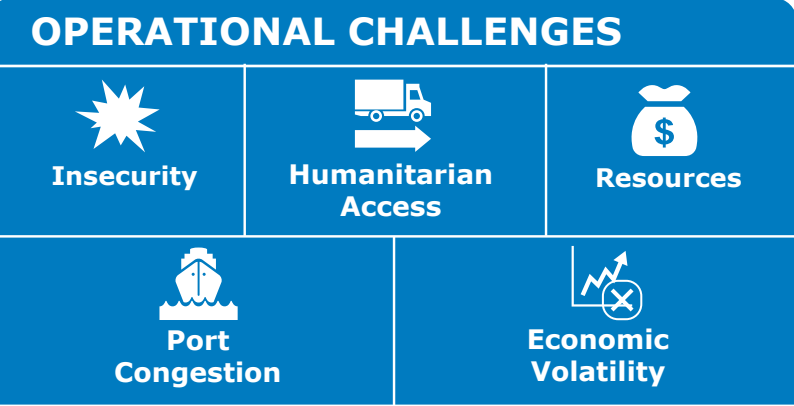 OPERATIONAL CHALLENGES
Insecurity
Humanitarian
Access
$
Resources
Port
Congestion
Economic
Volatility